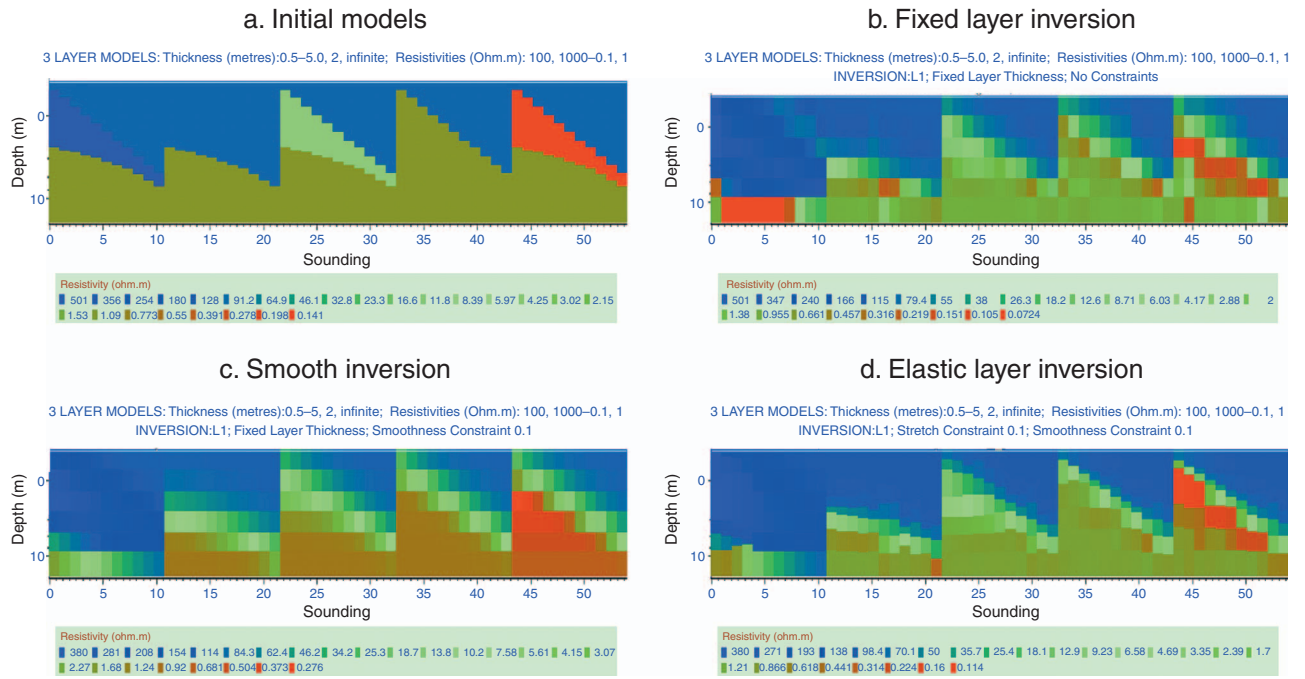 a. Initial models
3 LAYER MODELS: Thickness (metres):0.5–5.0, 2, infinite; Resistivities (Ohm.m): 100, 1000–0.1, 1
Depth (m)
0
10
0 5 10 15 20 25 30 35 40 45 50
Sounding
Resistivity (ohm.m)
501 356 254 180 128 91.2 64.9 46.1 32.8 23.3 16.6 11.8 8.39 5.97 4.25 3.02 2.15
1.53 1.09 0.773 0.55 0.391 0.278 0.198 0.141
b. Fixed layer inversion
3 LAYER MODELS: Thickness (metres):0.5–5.0, 2, infinite; Resistivities (Ohm.m): 100, 1000–0.1, 1
INVERSION:L1; Fixed Layer Thickness; No Constraints
Depth (m)
0
10
0 5 10 15 20 25 30 35 40 45 50
Sounding
Resistivity (ohm.m)
501 347 240 166 115 79.4 55 38 26.3 18.2 12.6 8.71 6.03 4.17 2.88 2
1.38 0.955 0.661 0.457 0.316 0.219 0.151 0.105 0.0724
c. Smooth inversion
3 LAYER MODELS: Thickness (metres):0.5–5, 2, infinite; Resistivities (Ohm.m): 100, 1000–0.1, 1
INVERSION:L1; Fixed Layer Thickness; Smoothness Constraint 0.1
Depth (m)
0
10
0 5 10 15 20 25 30 35 40 45 50
Sounding
Resistivity (ohm.m)
380 281 208 154 114 84.3 62.4 46.2 34.2 25.3 18.7 13.8 10.2 7.58 5.61 4.15 3.07
2.27 1.68 1.24 0.92 0.681 0.504 0.373 0.276
d. Elastic layer inversion
3 LAYER MODELS: Thickness (metres):0.5–5, 2, infinite; Resistivities (Ohm.m): 100, 1000–0.1, 1
INVERSION:L1; Stretch Constraint 0.1; Smoothness Constraint 0.1
Depth (m)
0
10
0 5 10 15 20 25 30 35 40 45 50
Sounding
Resistivity (ohm.m)
380 271 193 138 98.4 70.1 50 35.7 25.4 18.1 12.9 9.23 6.58 4.69 3.35 2.39 1.7
1.21 0.866 0.618 0.441 0.314 0.224 0.16 0.114